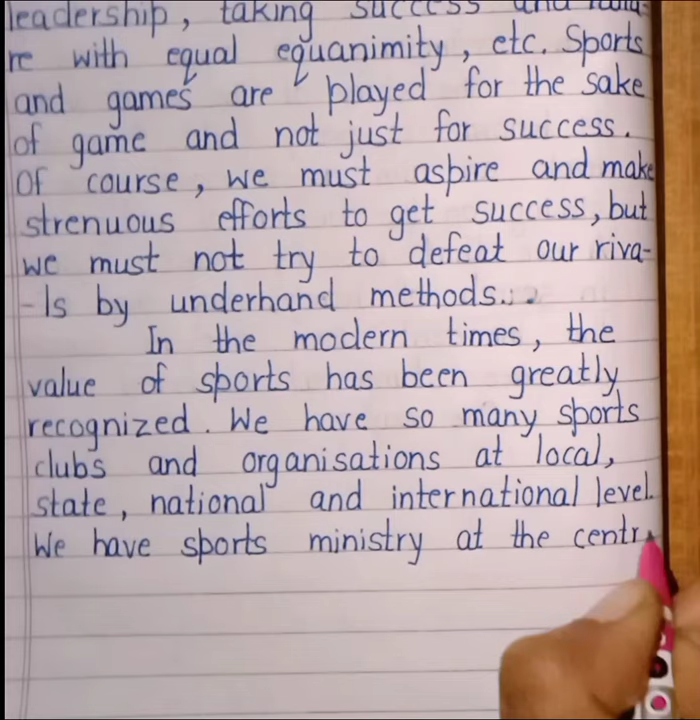 leadership, taking success and failu-
re with equal equanimity, etc. Sports
and games are played for the sake
of game and not just for success.
Of course, we must aspire and make
strenuous efforts to get success, but
we must not try to defeat our riva-
-ls by underhand methods.
In the modern times, the
value of sports has been greatly
recognized. We have so many sports
clubs and organisations at local,
state, national and international level.
We have sports ministry at the centr